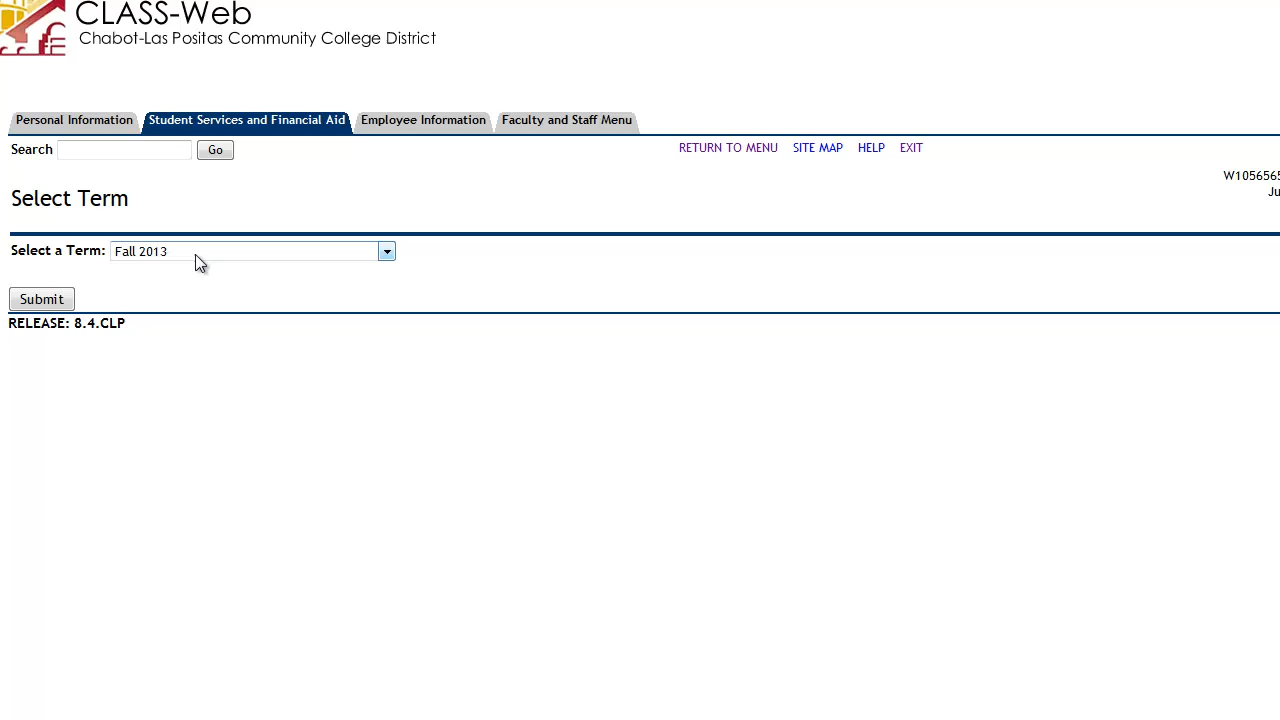 CLASS-Web
Chabot-Las Positas Community College District
Personal Information Student Services and Financial Aid Employee Information Faculty and Staff Menu
Search Go RETURN TO MENU SITE MAP HELP EXIT
W1056565
Ju
Select Term
Select a Term: Fall 2013
Submit
RELEASE: 8.4.CLP